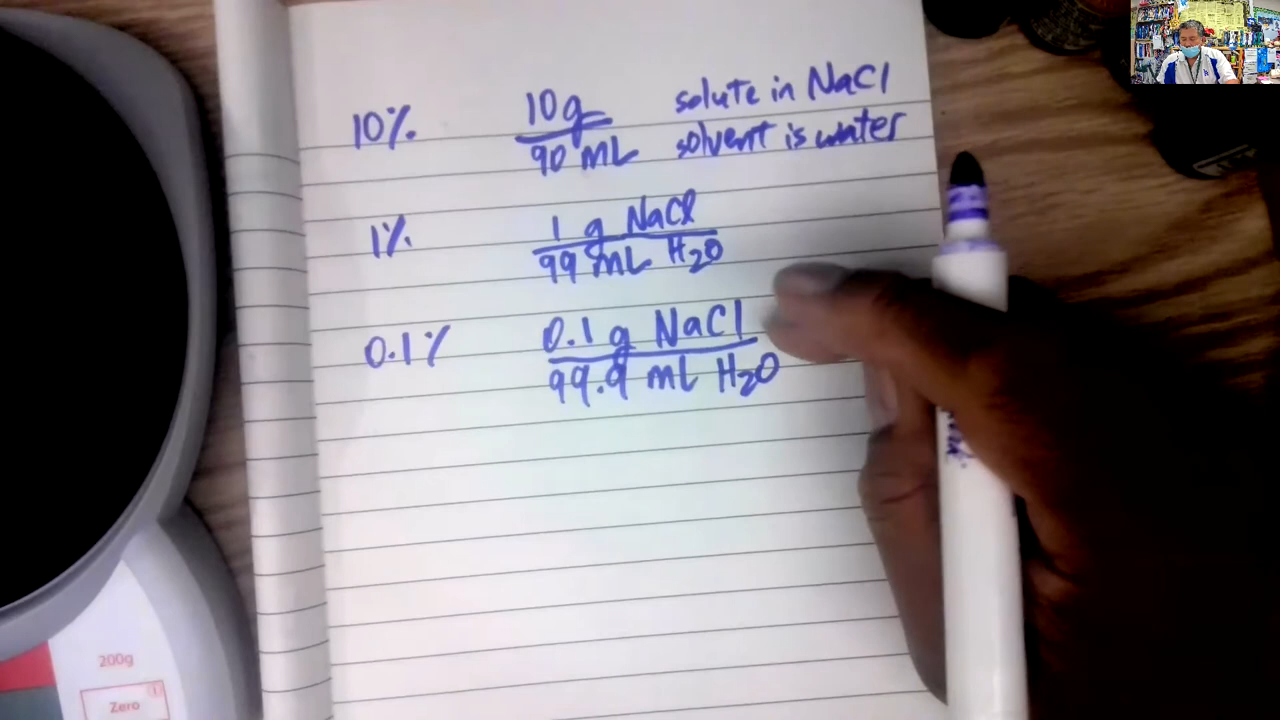 10% 10g solute in NaCl
90 mL solvent is water
1% 1 g NaCl
99 mL H₂O
0.1% 0.1 g NaCl
99.9 mL H₂O
200g
Zero